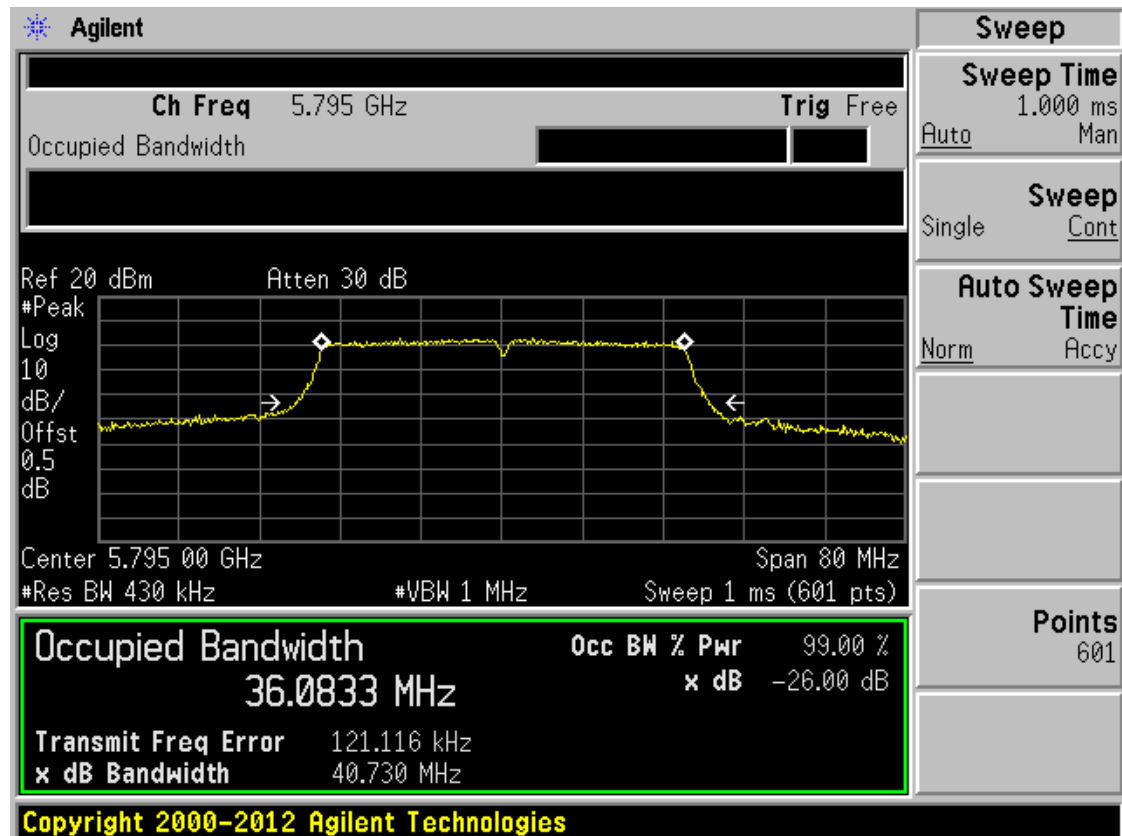 Agilent
Ch Freq 5.795 GHz Trig Free
Occupied Bandwidth
Ref 20 dBm Atten 30 dB
#Peak
Log
10
dB/
Offst
0.5
dB
Center 5.795 00 GHz Span 80 MHz
#Res BW 430 kHz #VBW 1 MHz Sweep 1 ms (601 pts)
Occupied Bandwidth Occ BW % Pwr 99.00 %
36.0833 MHz x dB -26.00 dB
Transmit Freq Error 121.116 kHz
x dB Bandwidth 40.730 MHz
Copyright 2000-2012 Agilent Technologies
Sweep
Sweep Time
1.000 ms
Auto Man
Sweep
Single Cont
Auto Sweep
Time
Norm Accy
Points
601